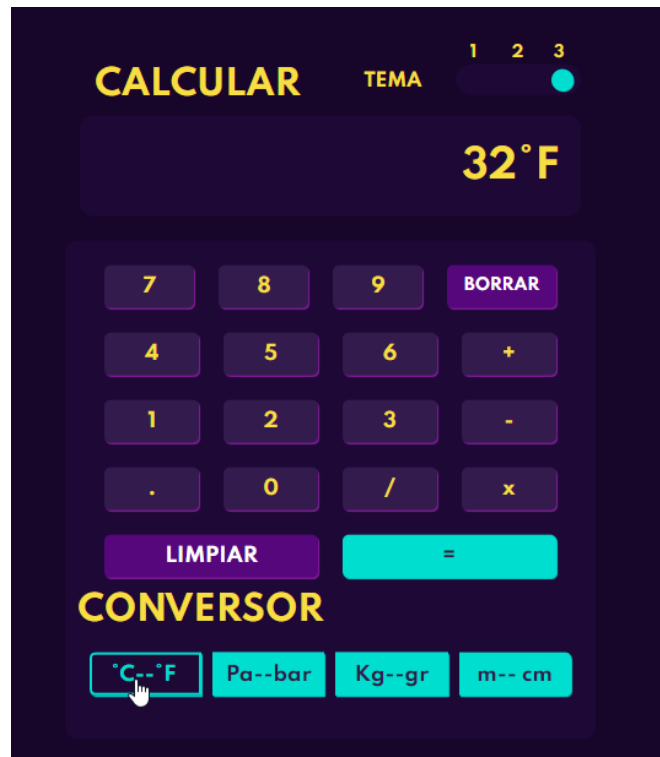 1 2 3
CALCULAR TEMA
32°F
7 8 9 BORRAR
4 5 6 +
1 2 3 -
. 0 / x
LIMPIAR =
CONVERSOR
°C--°F Pa--bar Kg--gr m-- cm